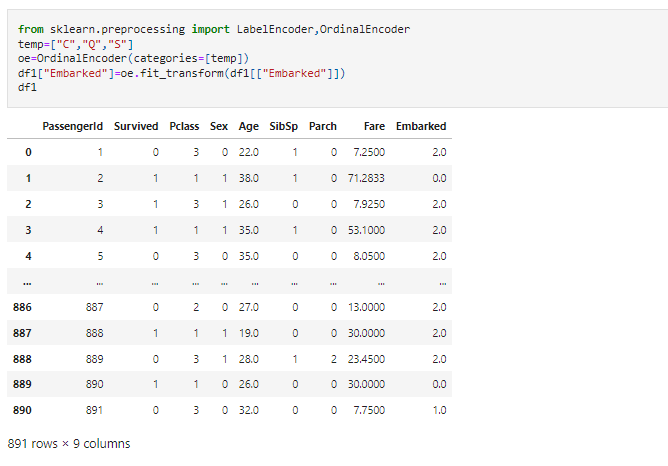 from sklearn.preprocessing import LabelEncoder,OrdinalEncoder
temp=["C","Q","S"]
oe=OrdinalEncoder(categories=[temp])
df1["Embarked"]=oe.fit_transform(df1[["Embarked"]])
df1
PassengerId Survived Pclass Sex Age SibSp Parch Fare Embarked
0 1 0 3 0 22.0 1 0 7.2500 2.0
1 2 1 1 1 38.0 1 0 71.2833 0.0
2 3 1 3 1 26.0 0 0 7.9250 2.0
3 4 1 1 1 35.0 1 0 53.1000 2.0
4 5 0 3 0 35.0 0 0 8.0500 2.0
... ... ... ... ... ... ... ... ... ...
886 887 0 2 0 27.0 0 0 13.0000 2.0
887 888 1 1 1 19.0 0 0 30.0000 2.0
888 889 0 3 1 28.0 1 2 23.4500 2.0
889 890 1 1 0 26.0 0 0 30.0000 0.0
890 891 0 3 0 32.0 0 0 7.7500 1.0
891 rows × 9 columns